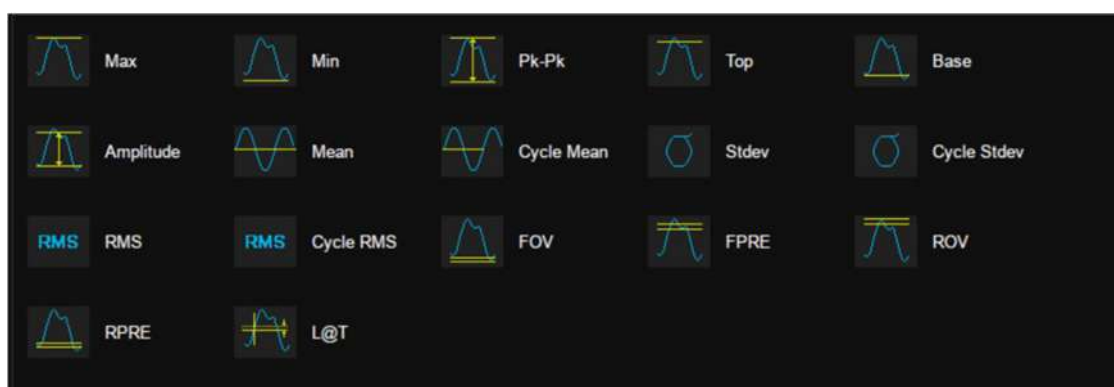 Max Min Pk-Pk Top Base
Amplitude Mean Cycle Mean Stdev Cycle Stdev
RMS RMS RMS Cycle RMS FOV FPRE ROV
RPRE L@T